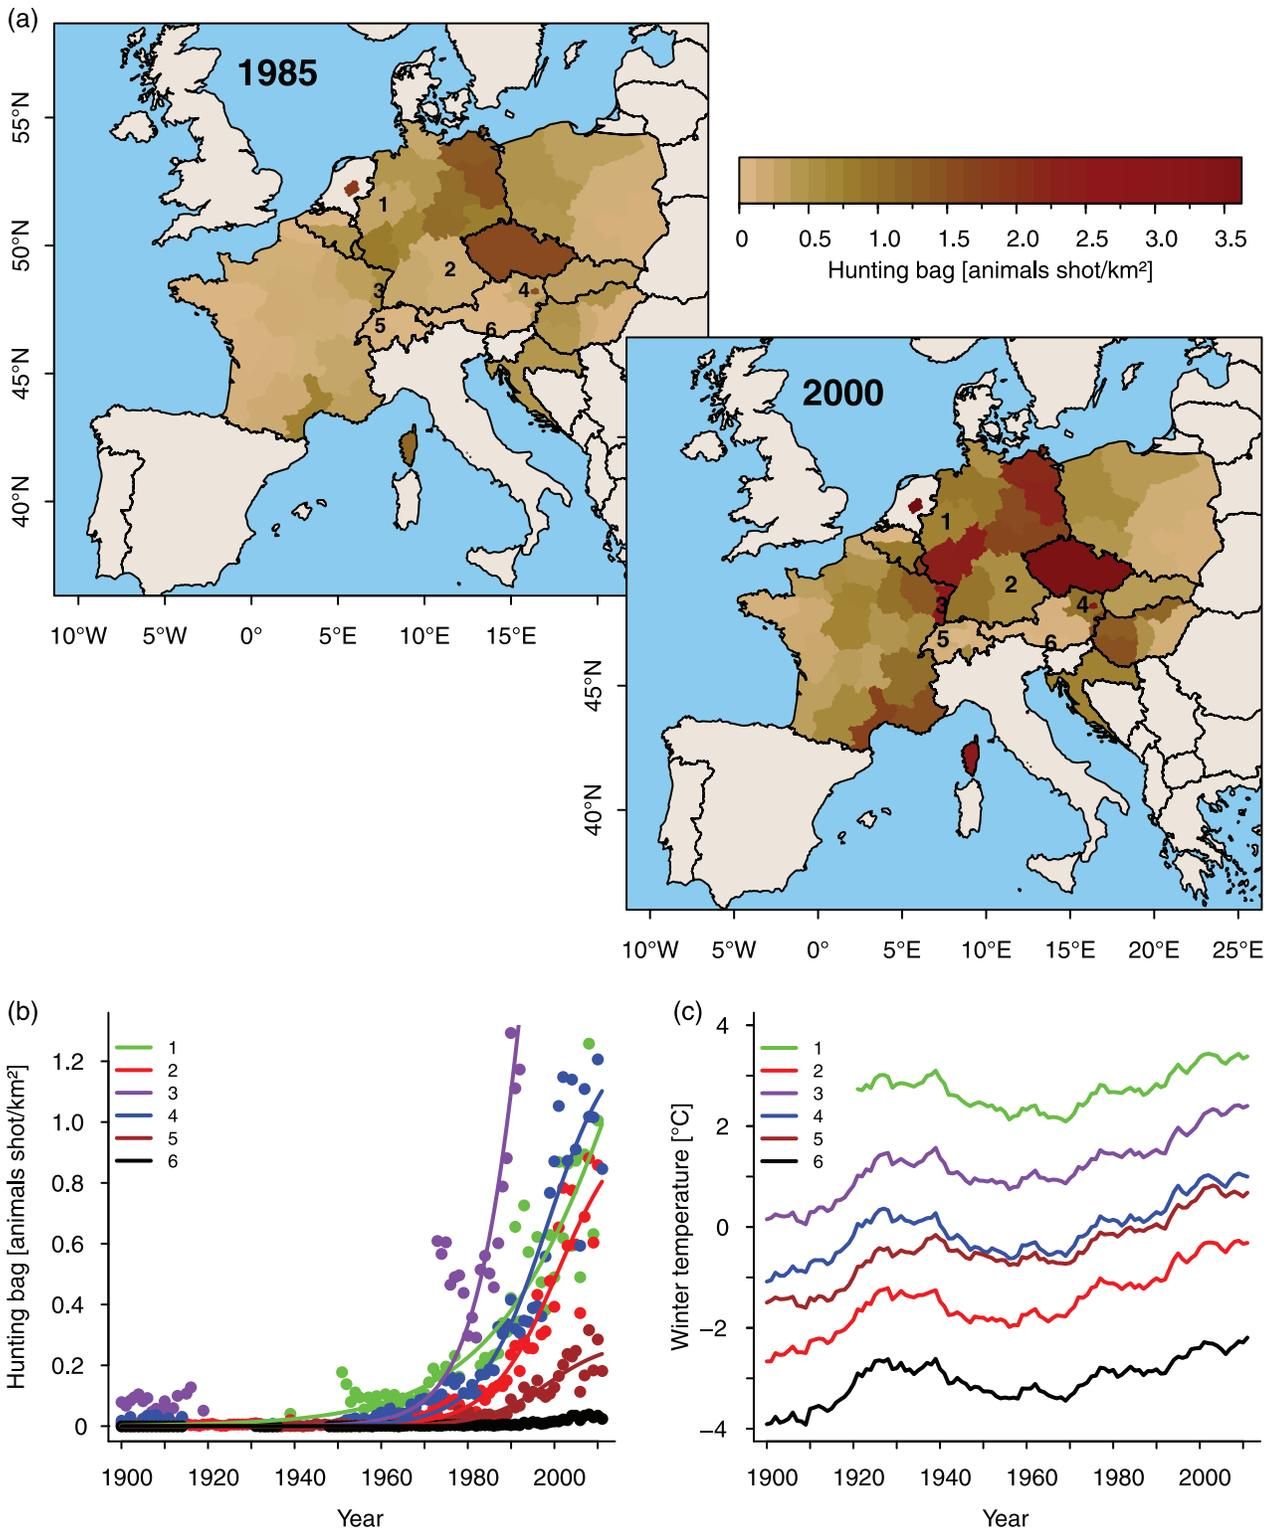 (a)
1985
55°N
50°N
45°N
40°N
1
2
3
4
5
6
10°W 5°W 0° 5°E 10°E 15°E
0 0.5 1.0 1.5 2.0 2.5 3.0 3.5
Hunting bag [animals shot/km²]
2000
45°N
40°N
1
2
3
4
5
6
10°W 5°W 0° 5°E 10°E 15°E 20°E 25°E
(b)
Hunting bag [animals shot/km²]
1.2
1.0
0.8
0.6
0.4
0.2
0
1
2
3
4
5
6
1900 1920 1940 1960 1980 2000
Year
(c)
Winter temperature [°C]
4
2
0
−2
−4
1
2
3
4
5
6
1900 1920 1940 1960 1980 2000
Year